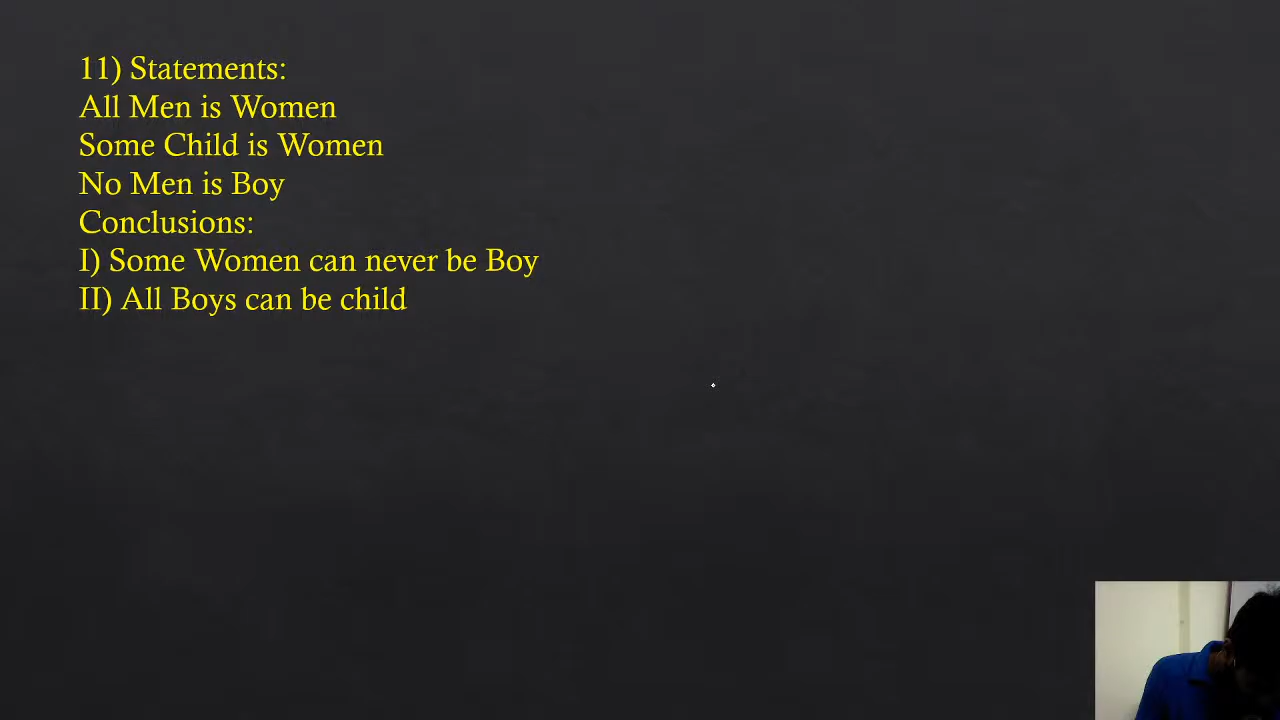 11) Statements:
All Men is Women
Some Child is Women
No Men is Boy
Conclusions:
I) Some Women can never be Boy
II) All Boys can be child